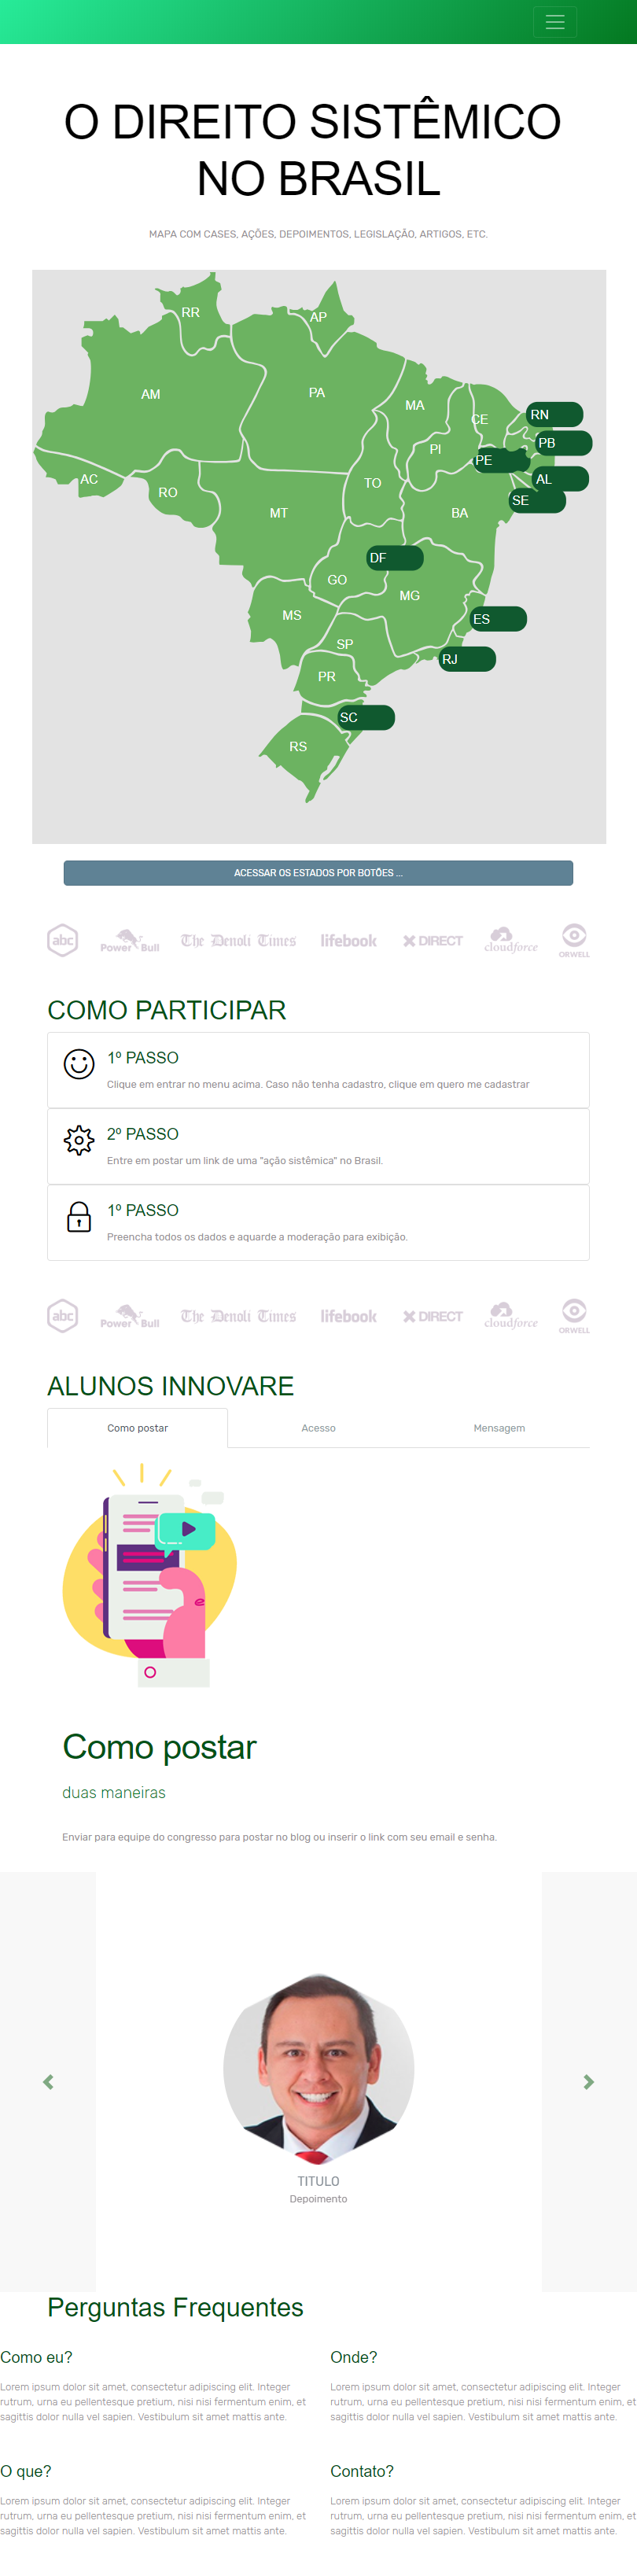 O DIREITO SISTÊMICO
NO BRASIL
MAPA COM CASES, AÇÕES, DEPOIMENTOS, LEGISLAÇÃO, ARTIGOS, ETC.
RR
AP
AM
PA
MA
CE
RN
PB
PI
PE
AC
RO
TO
AL
SE
MT
BA
DF
GO
MG
MS
ES
SP
RJ
PR
SC
RS
ACESSAR OS ESTADOS POR BOTÕES ...
abc Power Bull The Denoli Times lifebook DIRECT cloudforce ORWELL
COMO PARTICIPAR
1º PASSO
Clique em entrar no menu acima. Caso não tenha cadastro, clique em quero me cadastrar
2º PASSO
Entre em postar um link de uma "ação sistêmica" no Brasil.
1º PASSO
Preencha todos os dados e aquarde a moderação para exibição.
abc Power Bull The Denoli Times lifebook DIRECT cloudforce ORWELL
ALUNOS INNOVARE
Como postar Acesso Mensagem
Como postar
duas maneiras
Enviar para equipe do congresso para postar no blog ou inserir o link com seu email e senha.
TITULO
Depoimento
Perguntas Frequentes
Como eu?
Lorem ipsum dolor sit amet, consectetur adipiscing elit. Integer
rutrum, urna eu pellentesque pretium, nisi nisi fermentum enim, et
sagittis dolor nulla vel sapien. Vestibulum sit amet mattis ante.
Onde?
Lorem ipsum dolor sit amet, consectetur adipiscing elit. Integer
rutrum, urna eu pellentesque pretium, nisi nisi fermentum enim, et
sagittis dolor nulla vel sapien. Vestibulum sit amet mattis ante.
O que?
Lorem ipsum dolor sit amet, consectetur adipiscing elit. Integer
rutrum, urna eu pellentesque pretium, nisi nisi fermentum enim, et
sagittis dolor nulla vel sapien. Vestibulum sit amet mattis ante.
Contato?
Lorem ipsum dolor sit amet, consectetur adipiscing elit. Integer
rutrum, urna eu pellentesque pretium, nisi nisi fermentum enim, et
sagittis dolor nulla vel sapien. Vestibulum sit amet mattis ante.